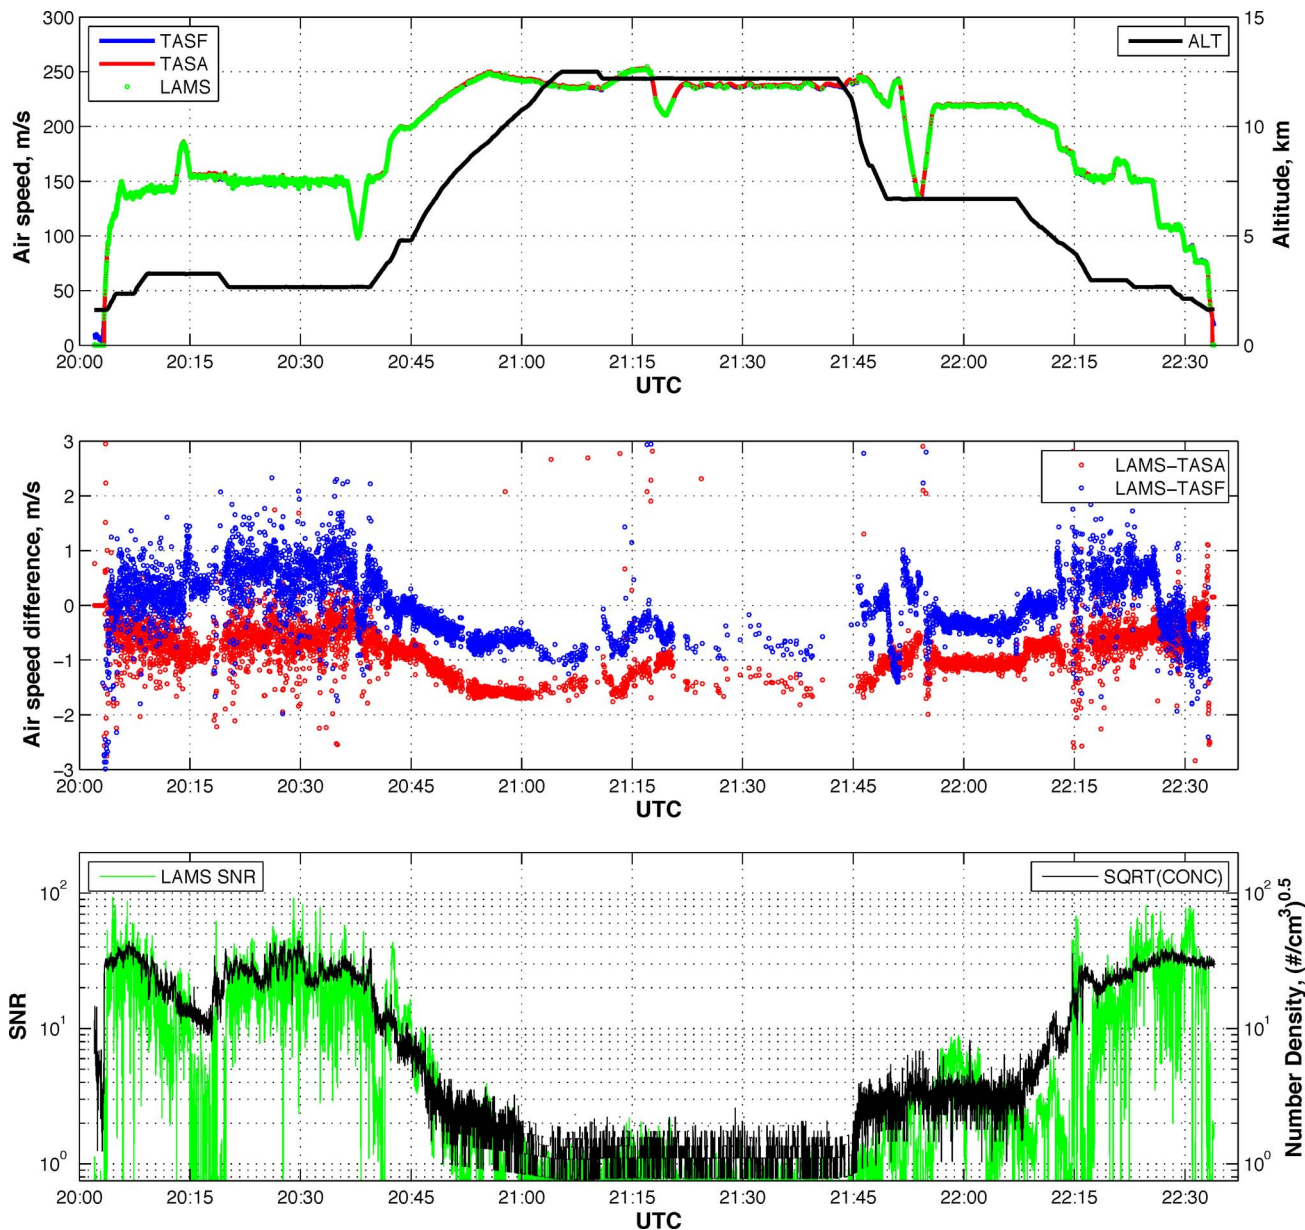 300
250
200
150
100
50
0
Air speed, m/s
TASF
TASA
LAMS
ALT
15
10
5
0
Altitude, km
20:00 20:15 20:30 20:45 21:00 21:15 21:30 21:45 22:00 22:15 22:30
UTC
3
2
1
0
−1
−2
−3
Air speed difference, m/s
LAMS−TASA
LAMS−TASF
20:00 20:15 20:30 20:45 21:00 21:15 21:30 21:45 22:00 22:15 22:30
UTC
10²
10¹
10⁰
SNR
LAMS SNR
SQRT(CONC)
10²
10¹
10⁰
Number Density, (#/cm³)^0.5
20:00 20:15 20:30 20:45 21:00 21:15 21:30 21:45 22:00 22:15 22:30
UTC